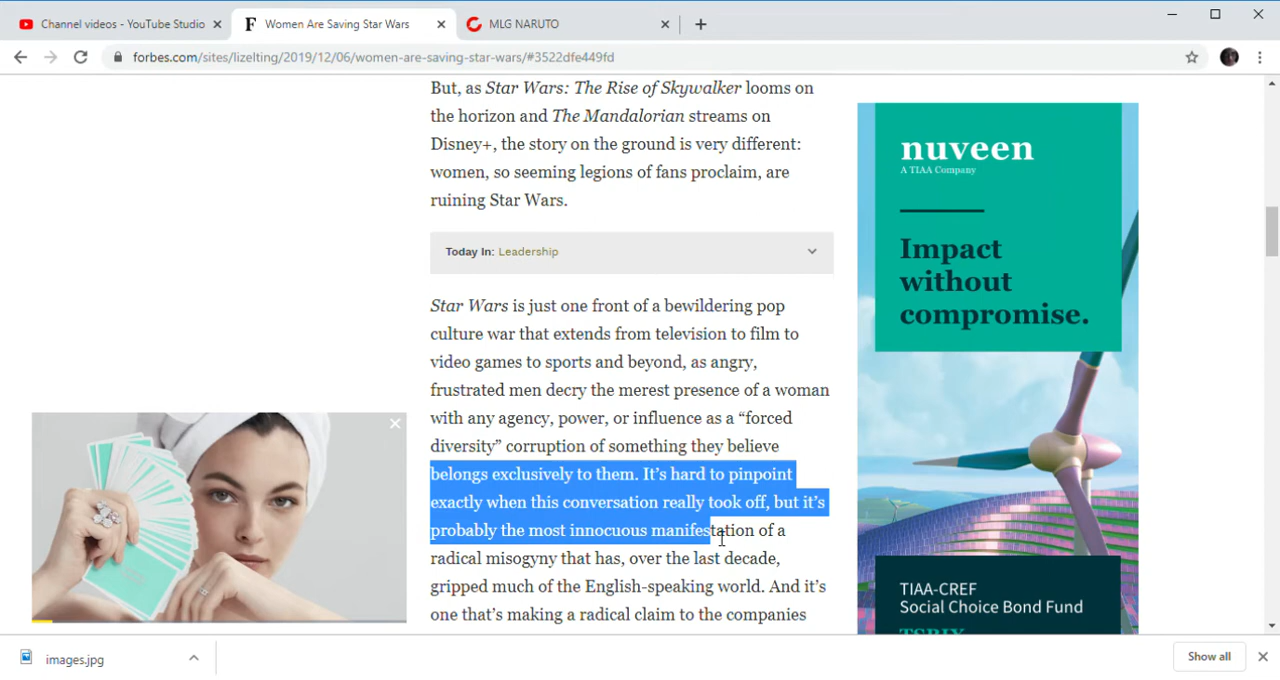 Channel videos - YouTube Studio
Women Are Saving Star Wars
MLG NARUTO
forbes.com/sites/lizelting/2019/12/06/women-are-saving-star-wars/#3522dfe449fd
But, as Star Wars: The Rise of Skywalker looms on
the horizon and The Mandalorian streams on
Disney+, the story on the ground is very different:
women, so seeming legions of fans proclaim, are
ruining Star Wars.
Today In: Leadership
Star Wars is just one front of a bewildering pop
culture war that extends from television to film to
video games to sports and beyond, as angry,
frustrated men decry the merest presence of a woman
with any agency, power, or influence as a “forced
diversity” corruption of something they believe
belongs exclusively to them. It’s hard to pinpoint
exactly when this conversation really took off, but it’s
probably the most innocuous manifestation of a
radical misogyny that has, over the last decade,
gripped much of the English-speaking world. And it’s
one that’s making a radical claim to the companies
nuveen
A TIAA Company
Impact
without
compromise.
TIAA-CREF
Social Choice Bond Fund
TSBIX
images.jpg
Show all